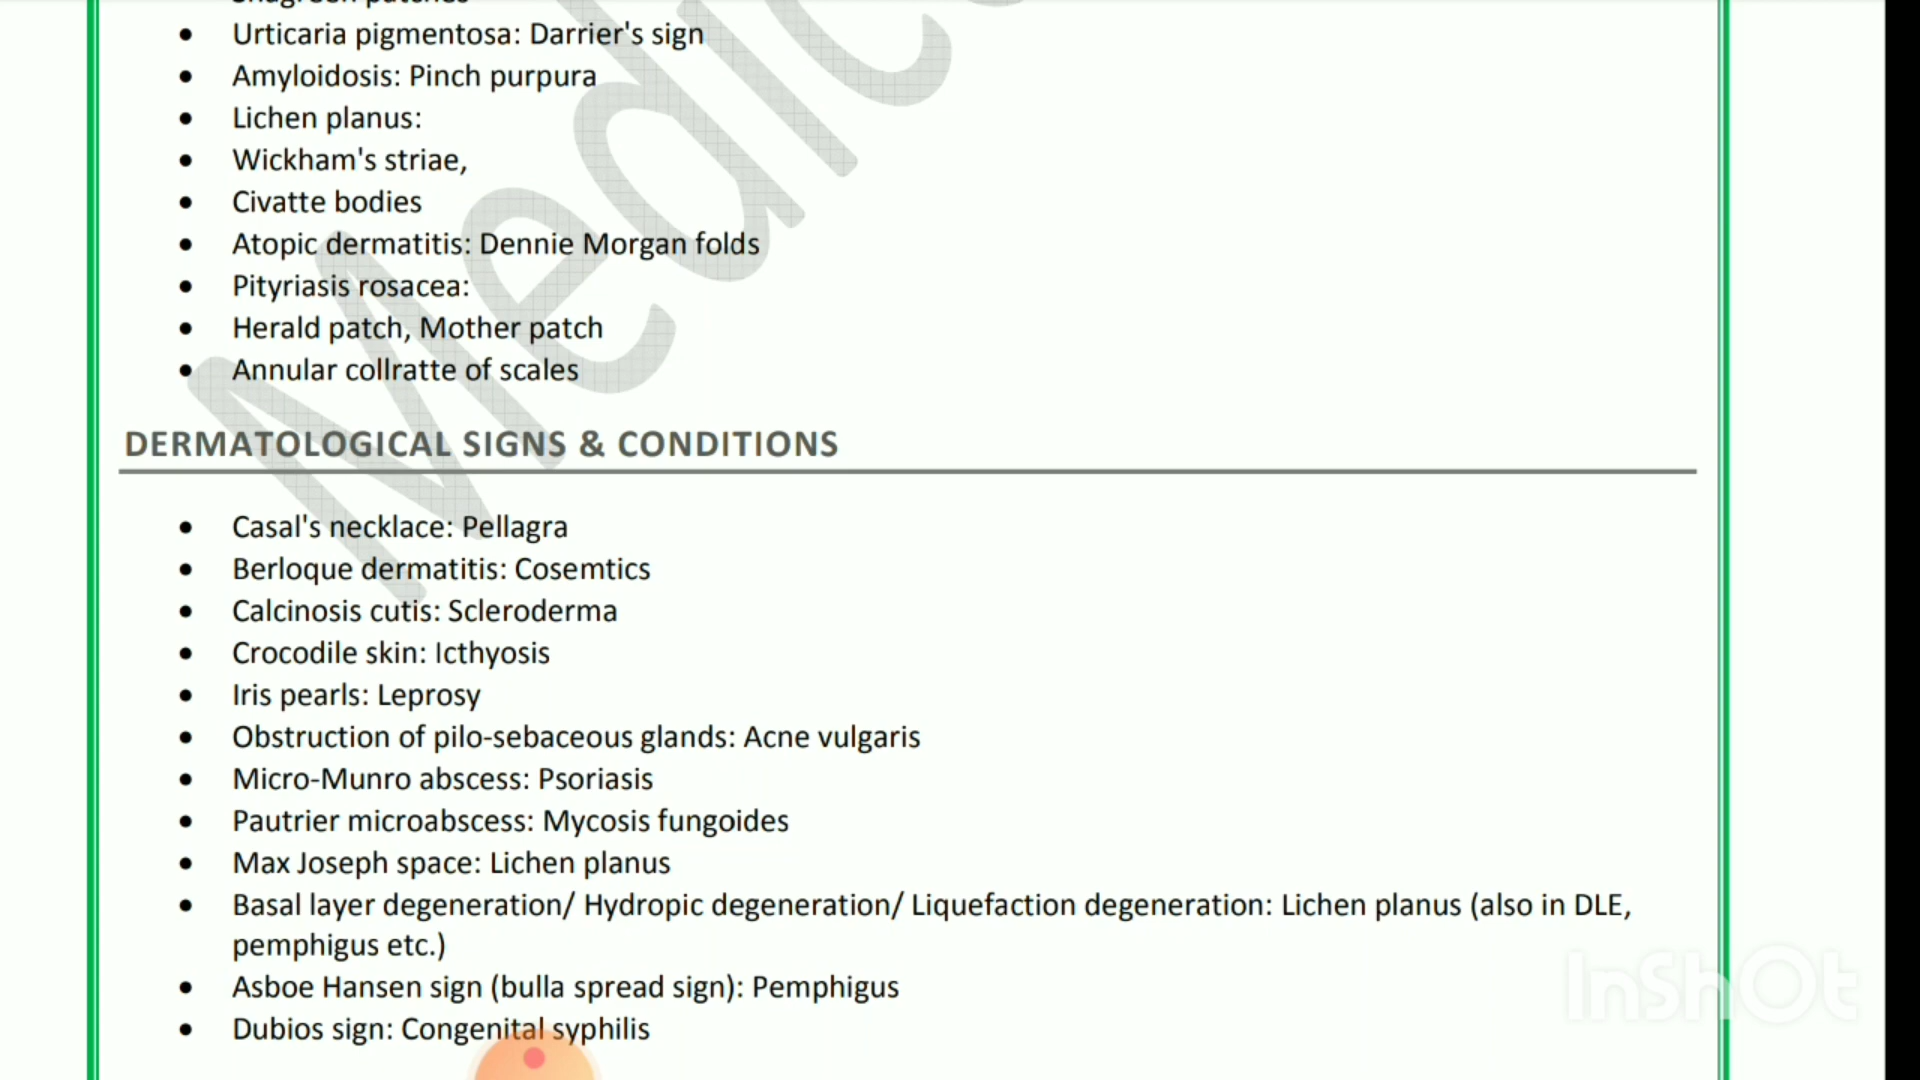 Shagreen patches
• Urticaria pigmentosa: Darrier's sign
• Amyloidosis: Pinch purpura
• Lichen planus:
• Wickham's striae,
• Civatte bodies
• Atopic dermatitis: Dennie Morgan folds
• Pityriasis rosacea:
• Herald patch, Mother patch
• Annular collratte of scales
DERMATOLOGICAL SIGNS & CONDITIONS
• Casal's necklace: Pellagra
• Berloque dermatitis: Cosemtics
• Calcinosis cutis: Scleroderma
• Crocodile skin: Icthyosis
• Iris pearls: Leprosy
• Obstruction of pilo-sebaceous glands: Acne vulgaris
• Micro-Munro abscess: Psoriasis
• Pautrier microabscess: Mycosis fungoides
• Max Joseph space: Lichen planus
• Basal layer degeneration/ Hydropic degeneration/ Liquefaction degeneration: Lichen planus (also in DLE,
pemphigus etc.)
• Asboe Hansen sign (bulla spread sign): Pemphigus
• Dubios sign: Congenital syphilis
InShOt